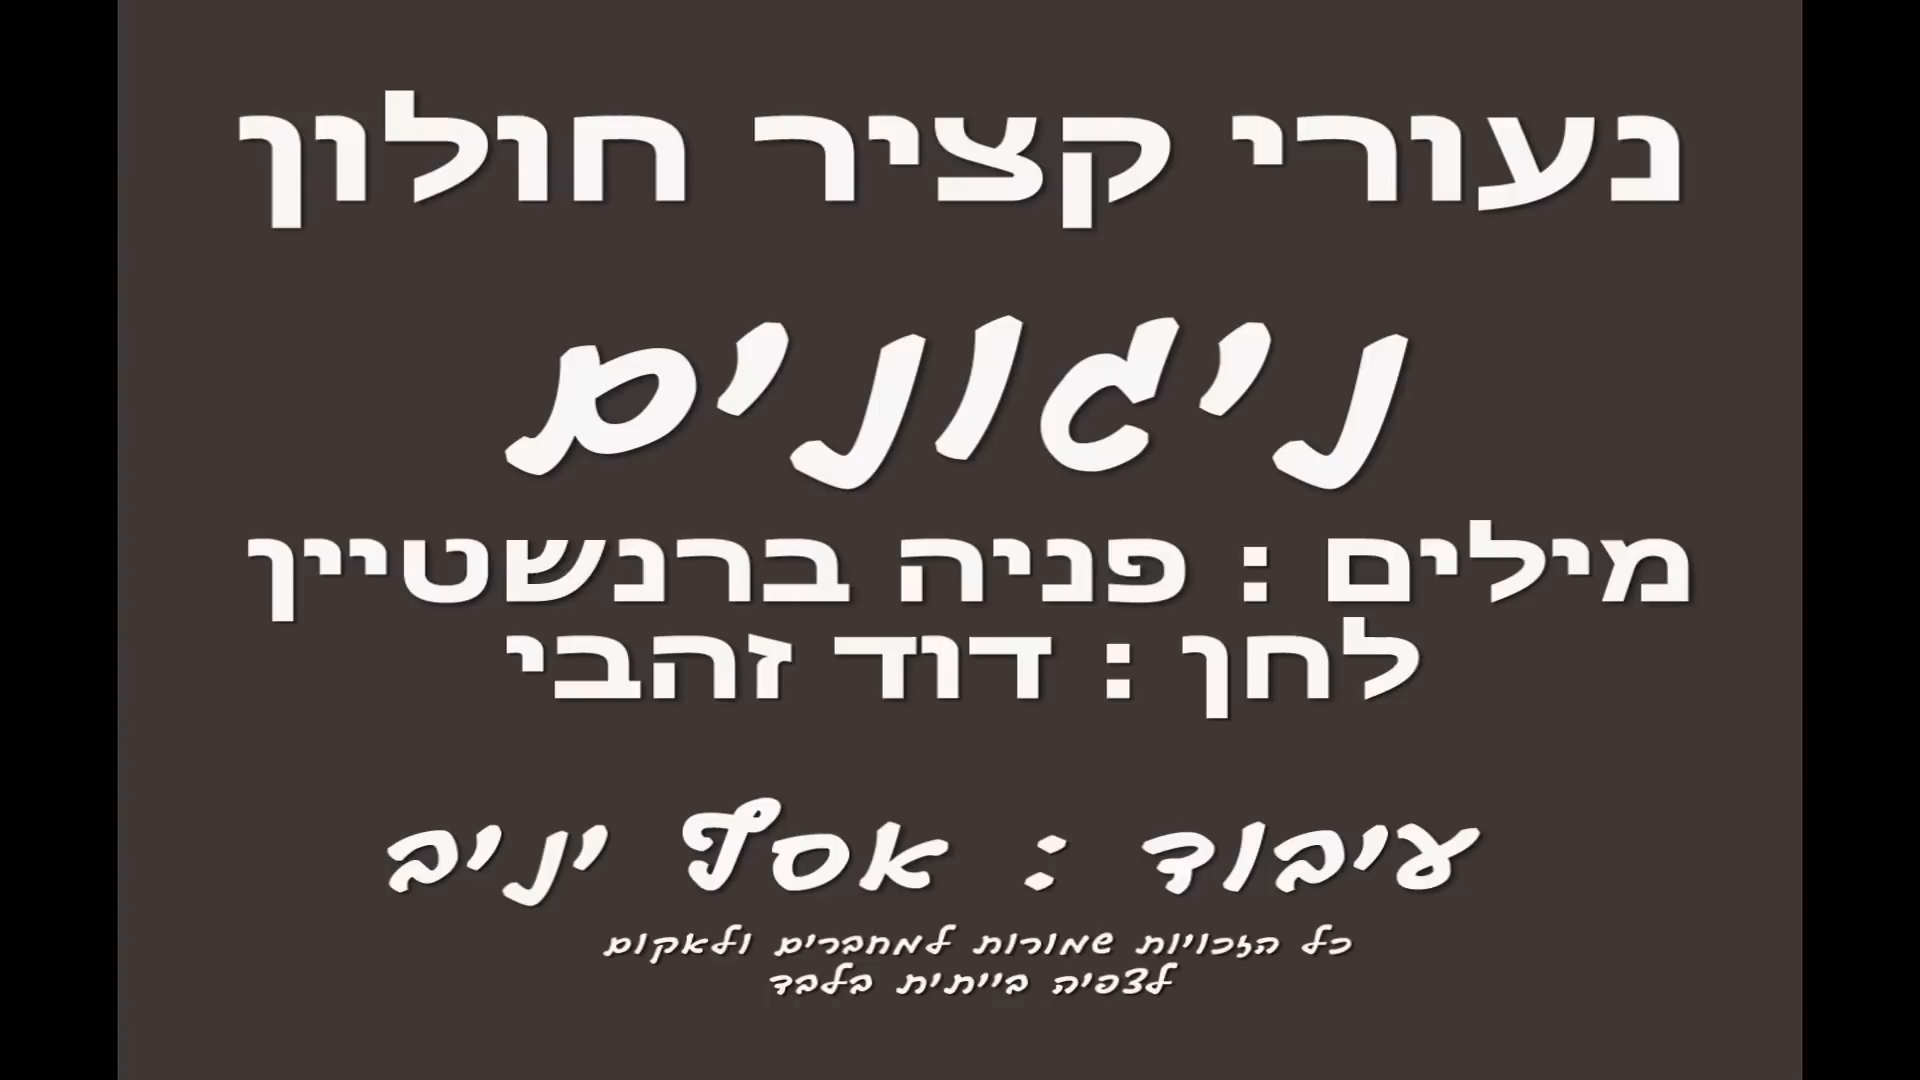 נעורי קציר חולון
ניגונים
מילים : פניה ברנשטיין
לחן : דוד זהבי
עיבוד : אסף יניב
כל הזכויות שמורות למחברים ולאקום
לצפיה בייתית בלבד